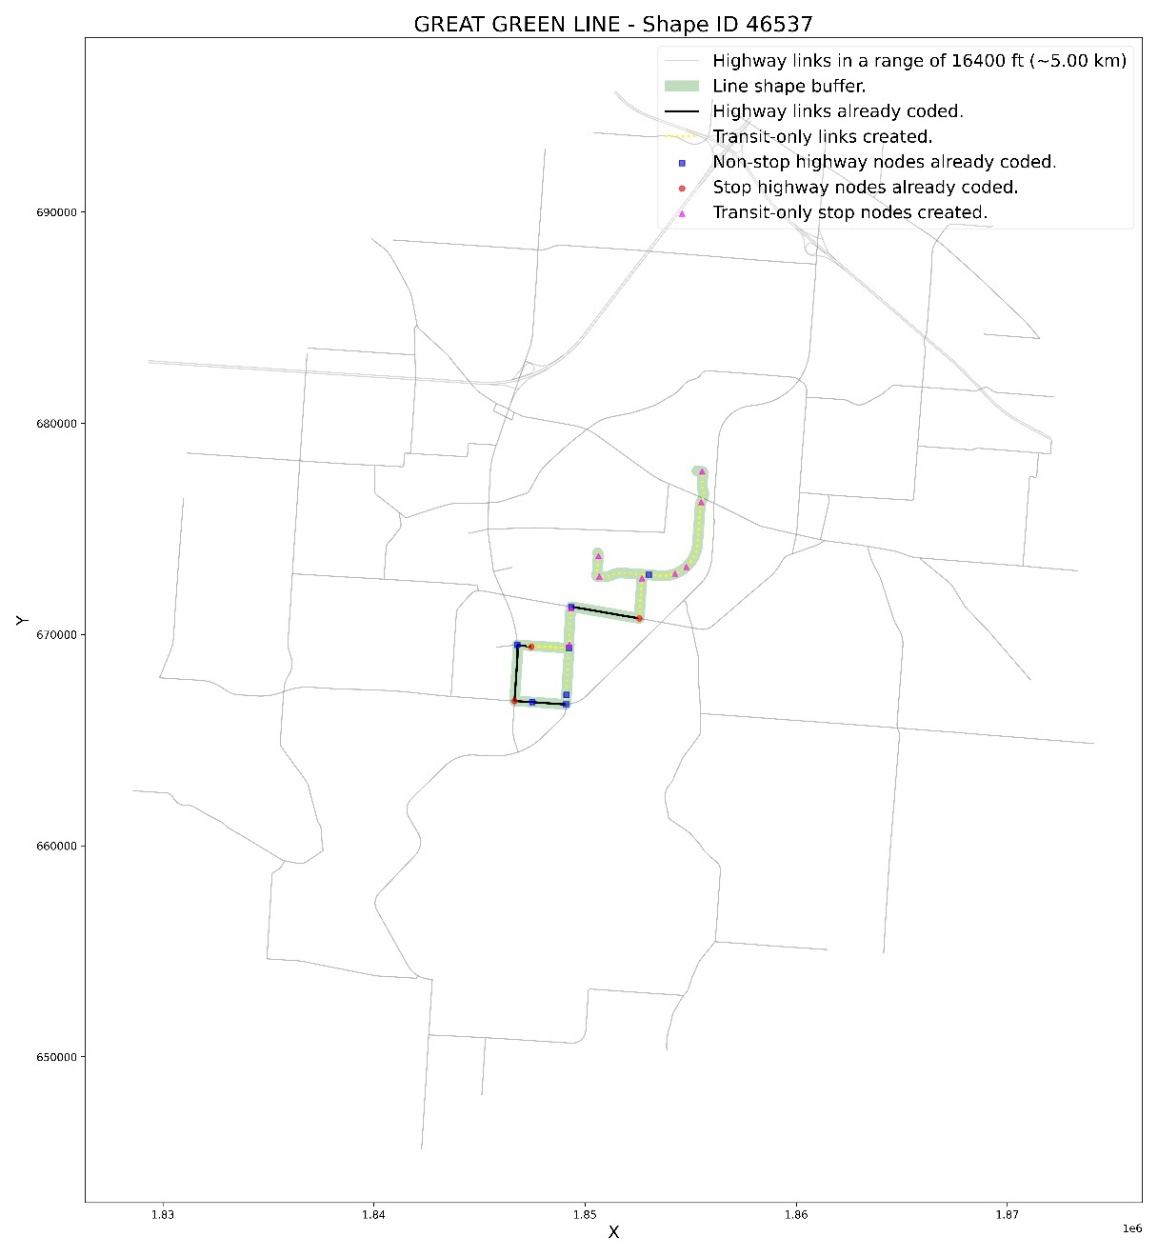 GREAT GREEN LINE - Shape ID 46537
Highway links in a range of 16400 ft (~5.00 km)
Line shape buffer.
Highway links already coded.
Transit-only links created.
Non-stop highway nodes already coded.
Stop highway nodes already coded.
Transit-only stop nodes created.
690000
680000
670000
660000
650000
Y
1.83
1.84
1.85
1.86
1.87
1e6
X